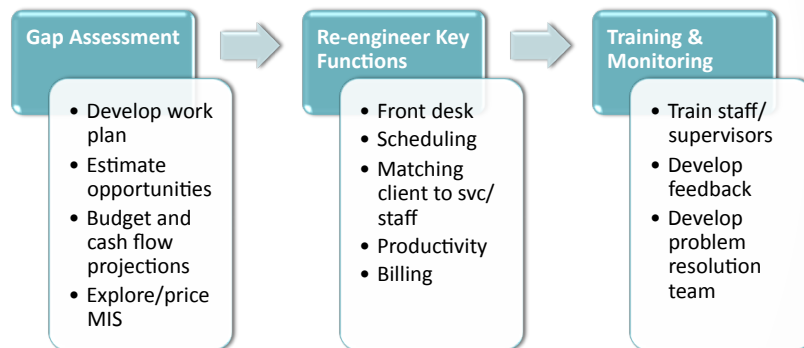 Gap Assessment
• Develop work
plan
• Estimate
opportunities
• Budget and
cash flow
projections
• Explore/price
MIS
Re-engineer Key
Functions
• Front desk
• Scheduling
• Matching
client to svc/
staff
• Productivity
• Billing
Training &
Monitoring
• Train staff/
supervisors
• Develop
feedback
• Develop
problem
resolution
team